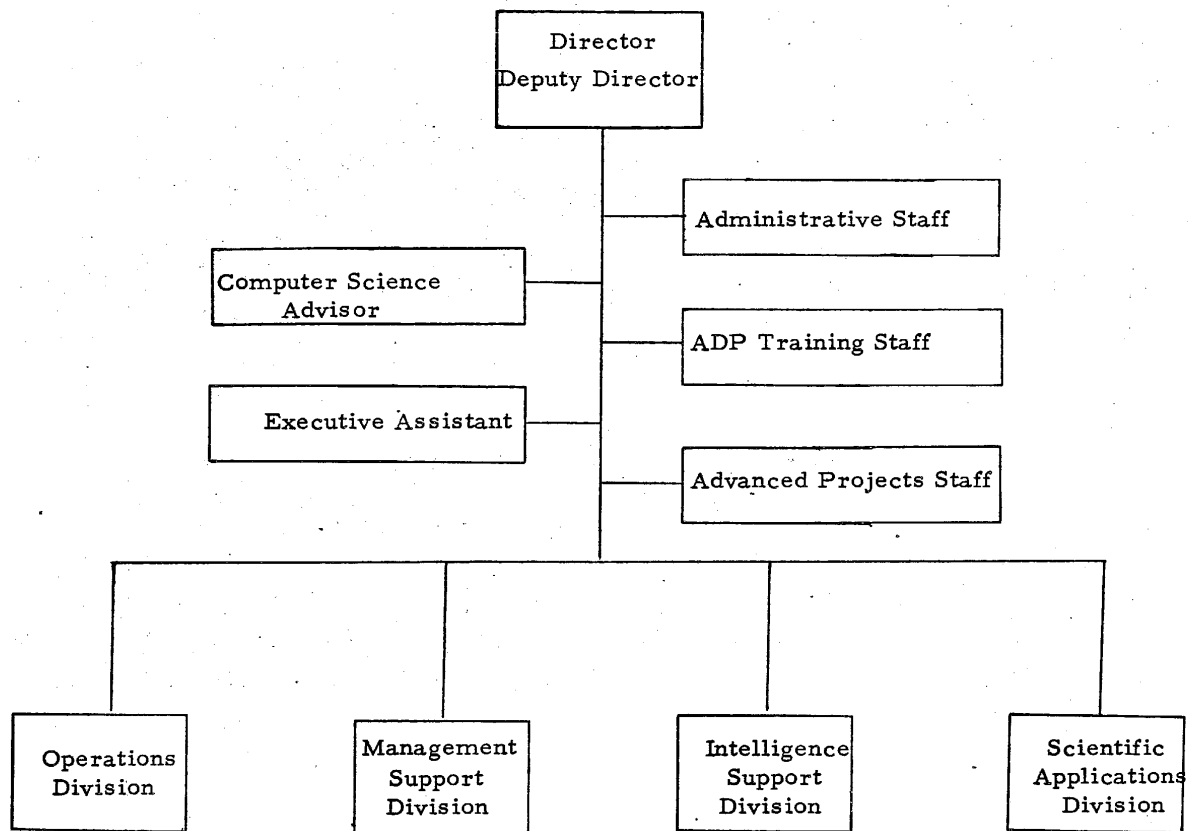 Director
Deputy Director
Administrative Staff
Computer Science
Advisor
ADP Training Staff
Executive Assistant
Advanced Projects Staff
Operations
Division
Management
Support
Division
Intelligence
Support
Division
Scientific
Applications
Division